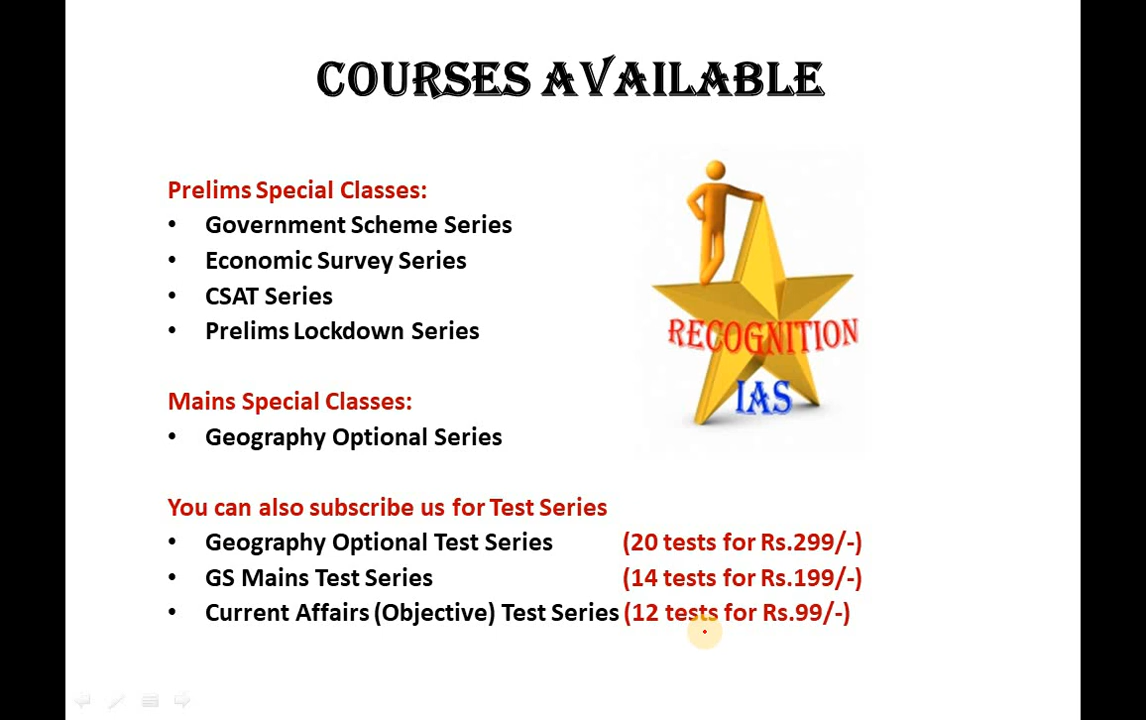 COURSES AVAILABLE
Prelims Special Classes:
• Government Scheme Series
• Economic Survey Series
• CSAT Series
• Prelims Lockdown Series
RECOGNITION
IAS
Mains Special Classes:
• Geography Optional Series
You can also subscribe us for Test Series
• Geography Optional Test Series (20 tests for Rs.299/-)
• GS Mains Test Series (14 tests for Rs.199/-)
• Current Affairs (Objective) Test Series (12 tests for Rs.99/-)